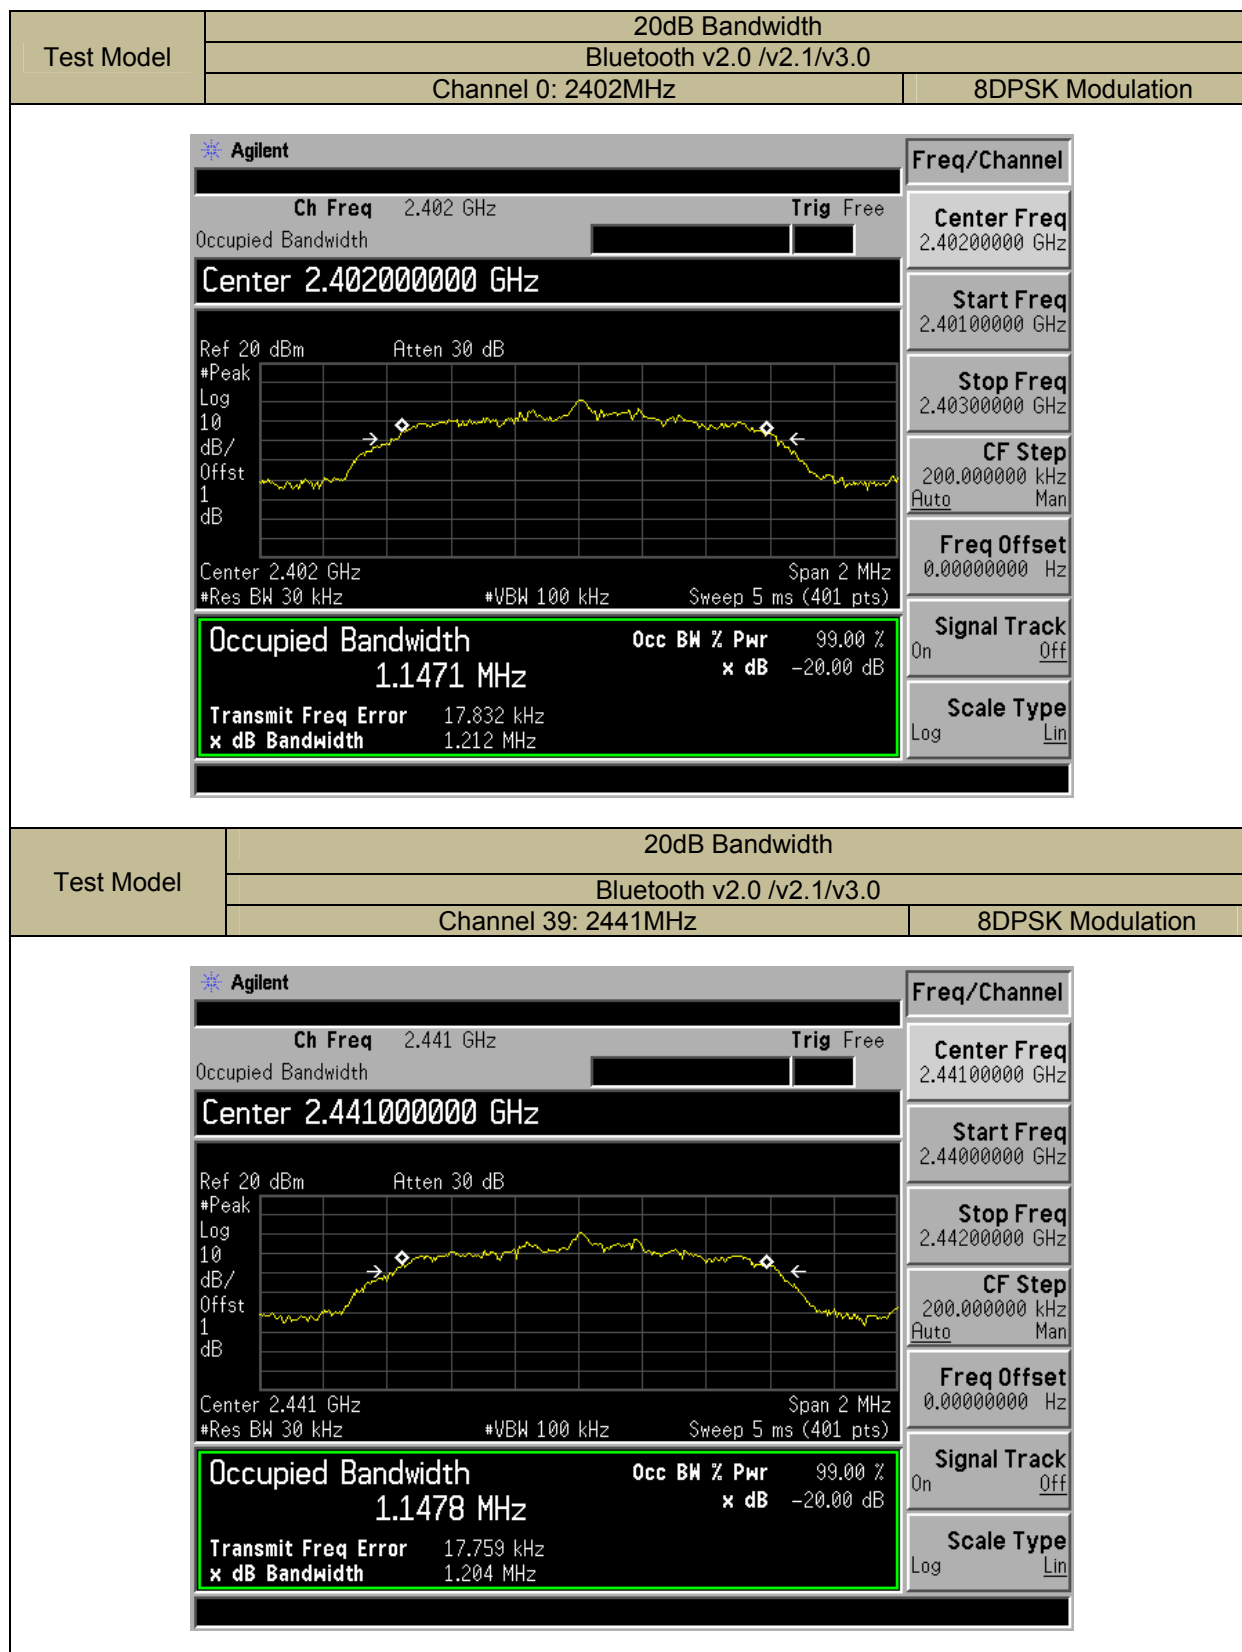 Test Model
20dB Bandwidth
Bluetooth v2.0 /v2.1/v3.0
Channel 0: 2402MHz
8DPSK Modulation
Agilent
Freq/Channel
Ch Freq 2.402 GHz
Trig Free
Occupied Bandwidth
Center 2.402000000 GHz
Center Freq
2.40200000 GHz
Start Freq
2.40100000 GHz
Stop Freq
2.40300000 GHz
CF Step
200.000000 kHz
Auto Man
Freq Offset
0.00000000 Hz
Signal Track
On Off
Scale Type
Log Lin
Ref 20 dBm Atten 30 dB
#Peak
Log
10
dB/
Offst
1
dB
Center 2.402 GHz Span 2 MHz
#Res BW 30 kHz #VBW 100 kHz Sweep 5 ms (401 pts)
Occupied Bandwidth
1.1471 MHz
Occ BW % Pwr 99.00 %
x dB -20.00 dB
Transmit Freq Error 17.832 kHz
x dB Bandwidth 1.212 MHz
Test Model
20dB Bandwidth
Bluetooth v2.0 /v2.1/v3.0
Channel 39: 2441MHz
8DPSK Modulation
Agilent
Freq/Channel
Ch Freq 2.441 GHz
Trig Free
Occupied Bandwidth
Center 2.441000000 GHz
Center Freq
2.44100000 GHz
Start Freq
2.44000000 GHz
Stop Freq
2.44200000 GHz
CF Step
200.000000 kHz
Auto Man
Freq Offset
0.00000000 Hz
Signal Track
On Off
Scale Type
Log Lin
Ref 20 dBm Atten 30 dB
#Peak
Log
10
dB/
Offst
1
dB
Center 2.441 GHz Span 2 MHz
#Res BW 30 kHz #VBW 100 kHz Sweep 5 ms (401 pts)
Occupied Bandwidth
1.1478 MHz
Occ BW % Pwr 99.00 %
x dB -20.00 dB
Transmit Freq Error 17.759 kHz
x dB Bandwidth 1.204 MHz